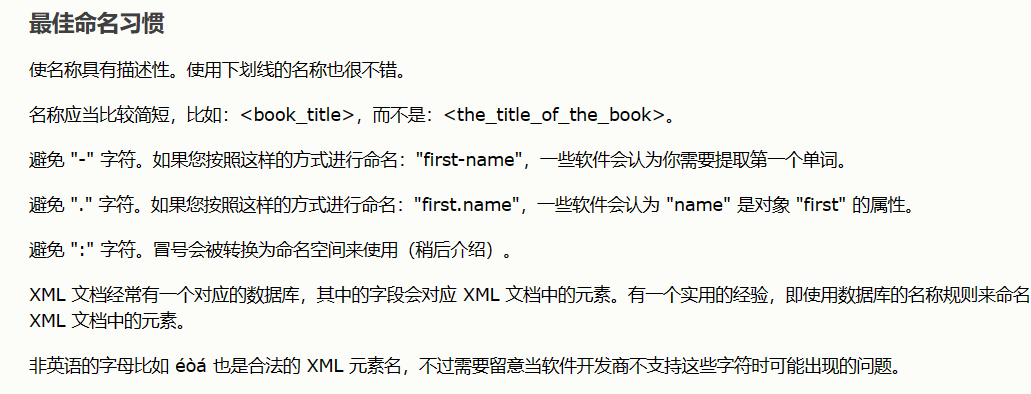 最佳命名习惯
使名称具有描述性。使用下划线的名称也很不错。
名称应当比较简短，比如：<book_title>，而不是：<the_title_of_the_book>。
避免 "-" 字符。如果您按照这样的方式进行命名："first-name"，一些软件会认为你需要提取第一个单词。
避免 "." 字符。如果您按照这样的方式进行命名："first.name"，一些软件会认为 "name" 是对象 "first" 的属性。
避免 ":" 字符。冒号会被转换为命名空间来使用（稍后介绍）。
XML 文档经常有一个对应的数据库，其中的字段会对应 XML 文档中的元素。有一个实用的经验，即使用数据库的名称规则来命名
XML 文档中的元素。
非英语的字母比如 éòá 也是合法的 XML 元素名，不过需要留意当软件开发商不支持这些字符时可能出现的问题。